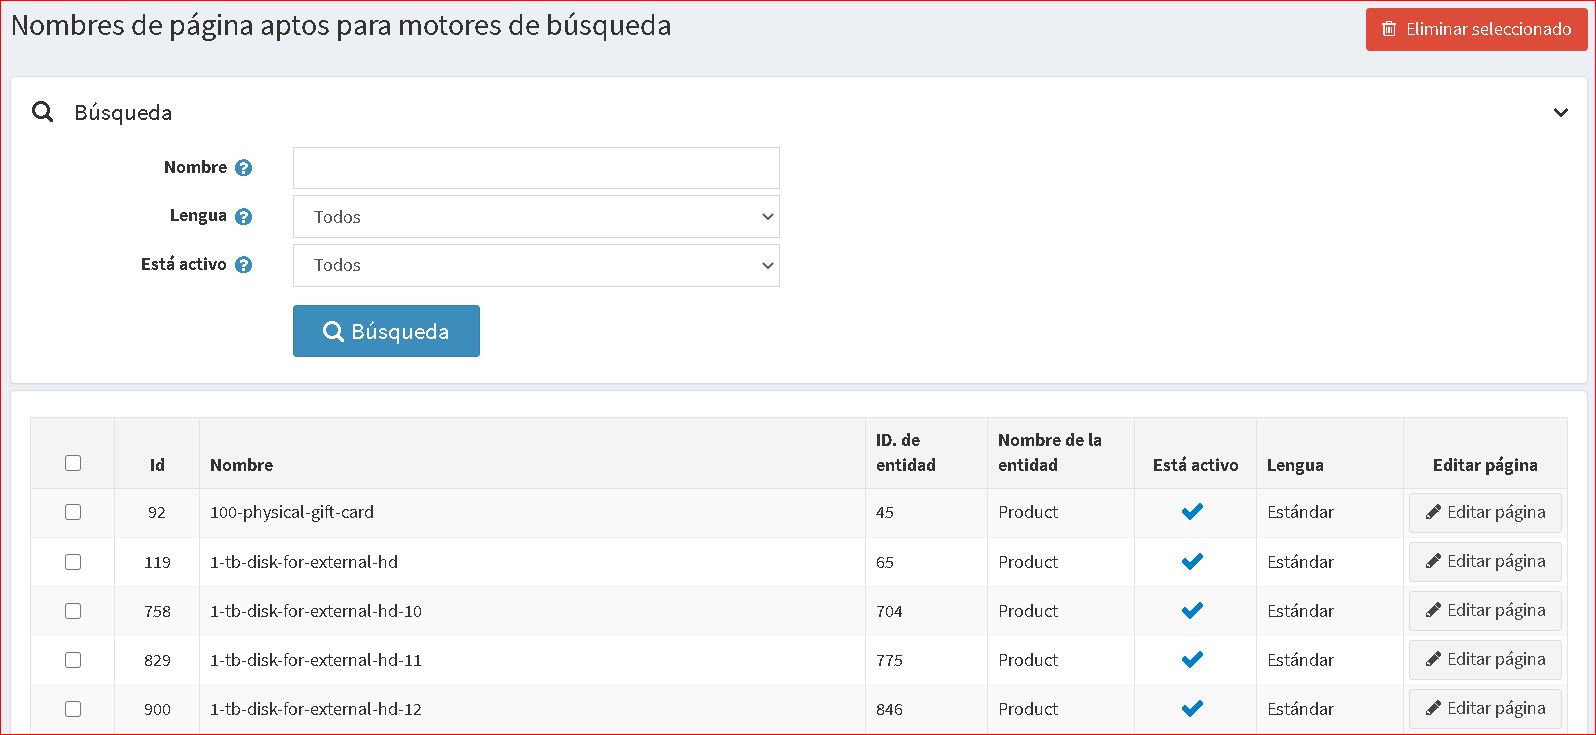 Nombres de página aptos para motores de búsqueda
Eliminar seleccionado
Búsqueda
Nombre
Lengua Todos
Está activo Todos
Búsqueda
Id Nombre ID. de entidad Nombre de la entidad Está activo Lengua Editar página
92 100-physical-gift-card 45 Product Estándar Editar página
119 1-tb-disk-for-external-hd 65 Product Estándar Editar página
758 1-tb-disk-for-external-hd-10 704 Product Estándar Editar página
829 1-tb-disk-for-external-hd-11 775 Product Estándar Editar página
900 1-tb-disk-for-external-hd-12 846 Product Estándar Editar página